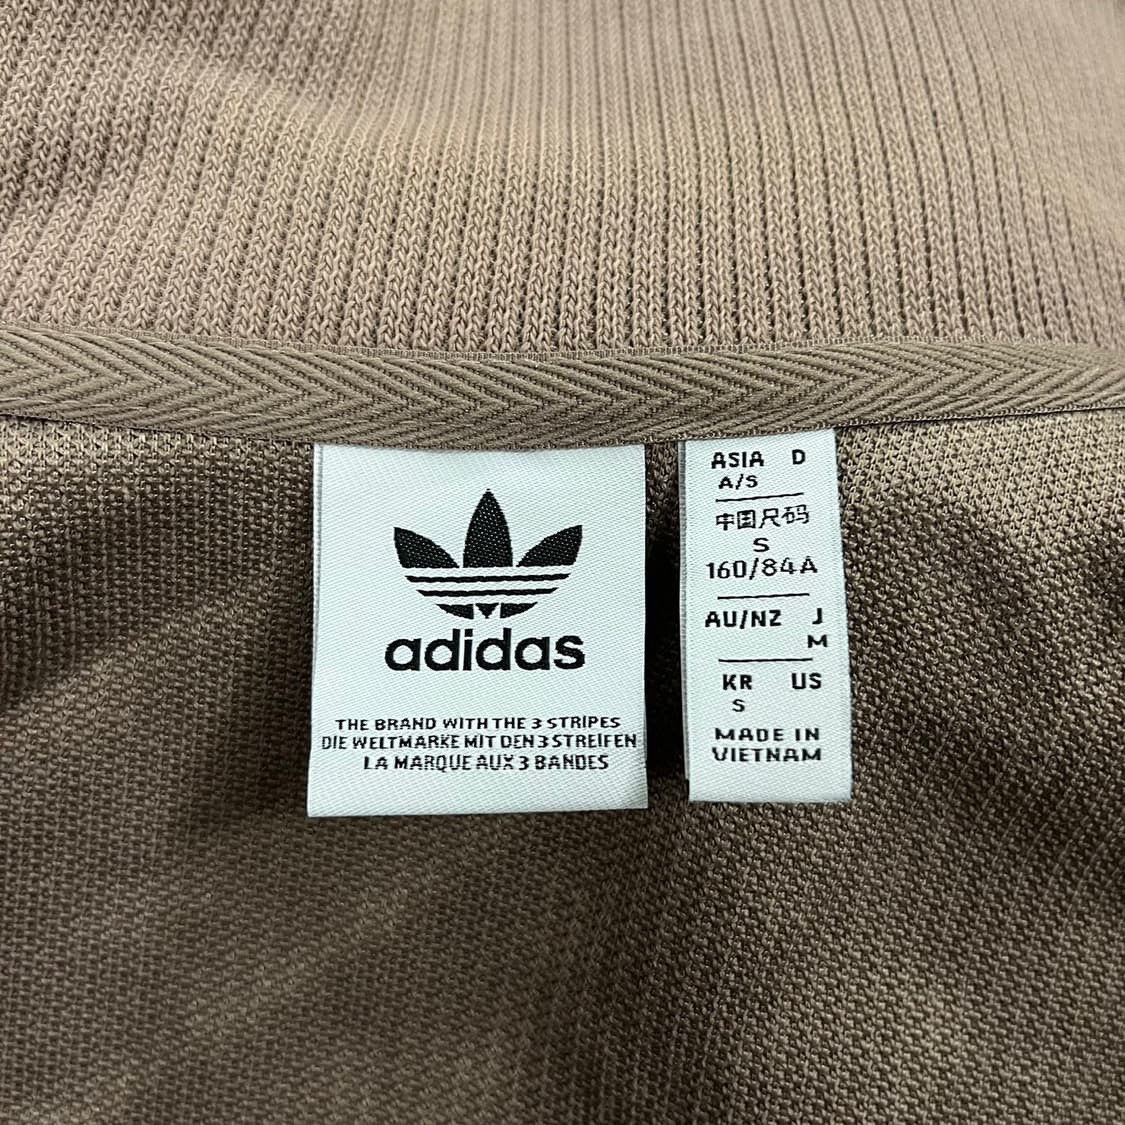 adidas
THE BRAND WITH THE 3 STRIPES
DIE WELTMARKE MIT DEN 3 STREIFEN
LA MARQUE AUX 3 BANDES
ASIA D
A/S
中国尺码
S
160/84A
AU/NZ J
M
KR US
S
MADE IN
VIETNAM